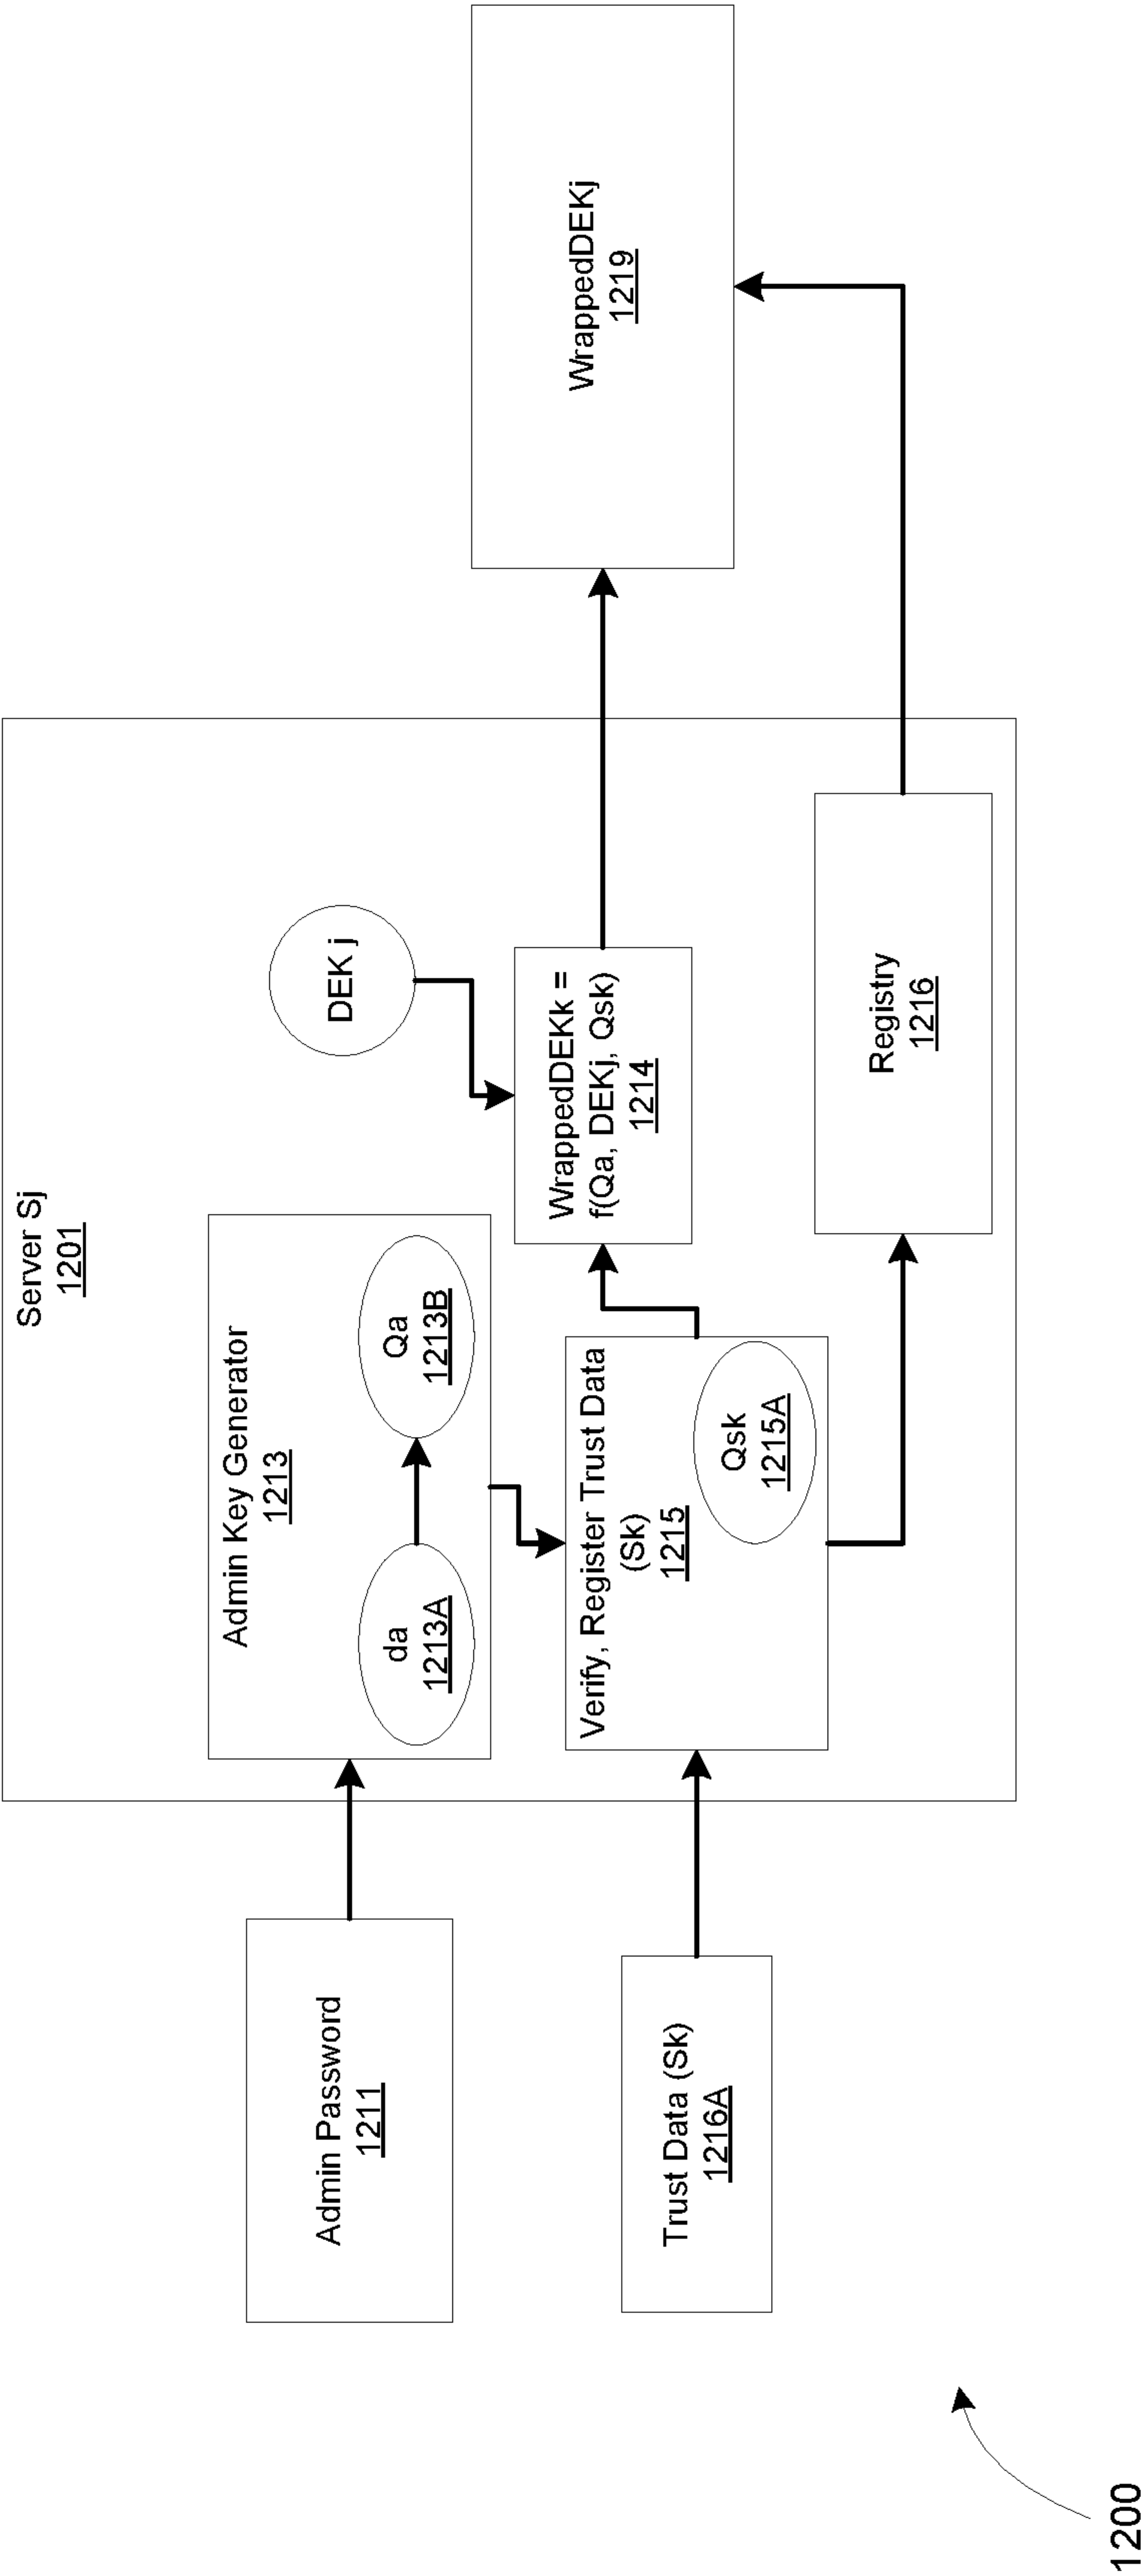 Server Sj
1201
Admin Password
1211
Admin Key Generator
1213
da
1213A
Qa
1213B
DEK j
Trust Data (Sk)
1216A
Verify, Register Trust Data
(Sk)
1215
Qsk
1215A
WrappedDEKk =
f(Qa, DEKj, Qsk)
1214
Registry
1216
WrappedDEKj
1219
1200